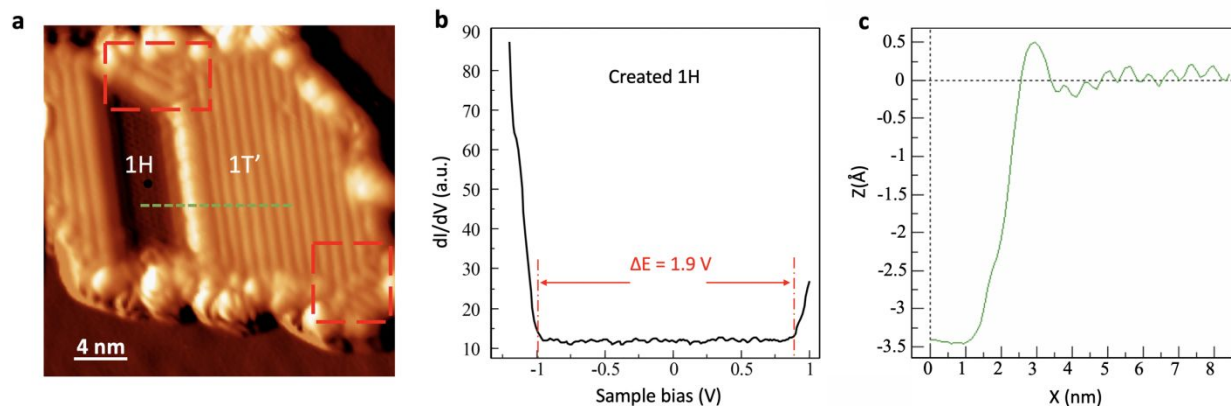 a
1H
1T’
4 nm
b
dI/dV (a.u.)
90
80
70
60
50
40
30
20
10
Created 1H
ΔE = 1.9 V
-1
-0.5
0
0.5
1
Sample bias (V)
c
Z(Å)
0.5
0
-0.5
-1
-1.5
-2
-2.5
-3
-3.5
0 1 2 3 4 5 6 7 8
X (nm)